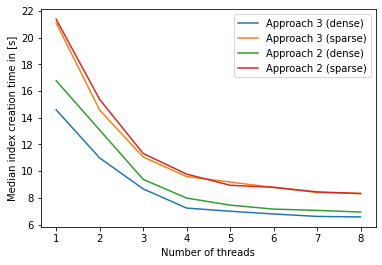 22
20
18
16
14
12
10
8
6
Median index creation time in [s]
Approach 3 (dense)
Approach 3 (sparse)
Approach 2 (dense)
Approach 2 (sparse)
1 2 3 4 5 6 7 8
Number of threads